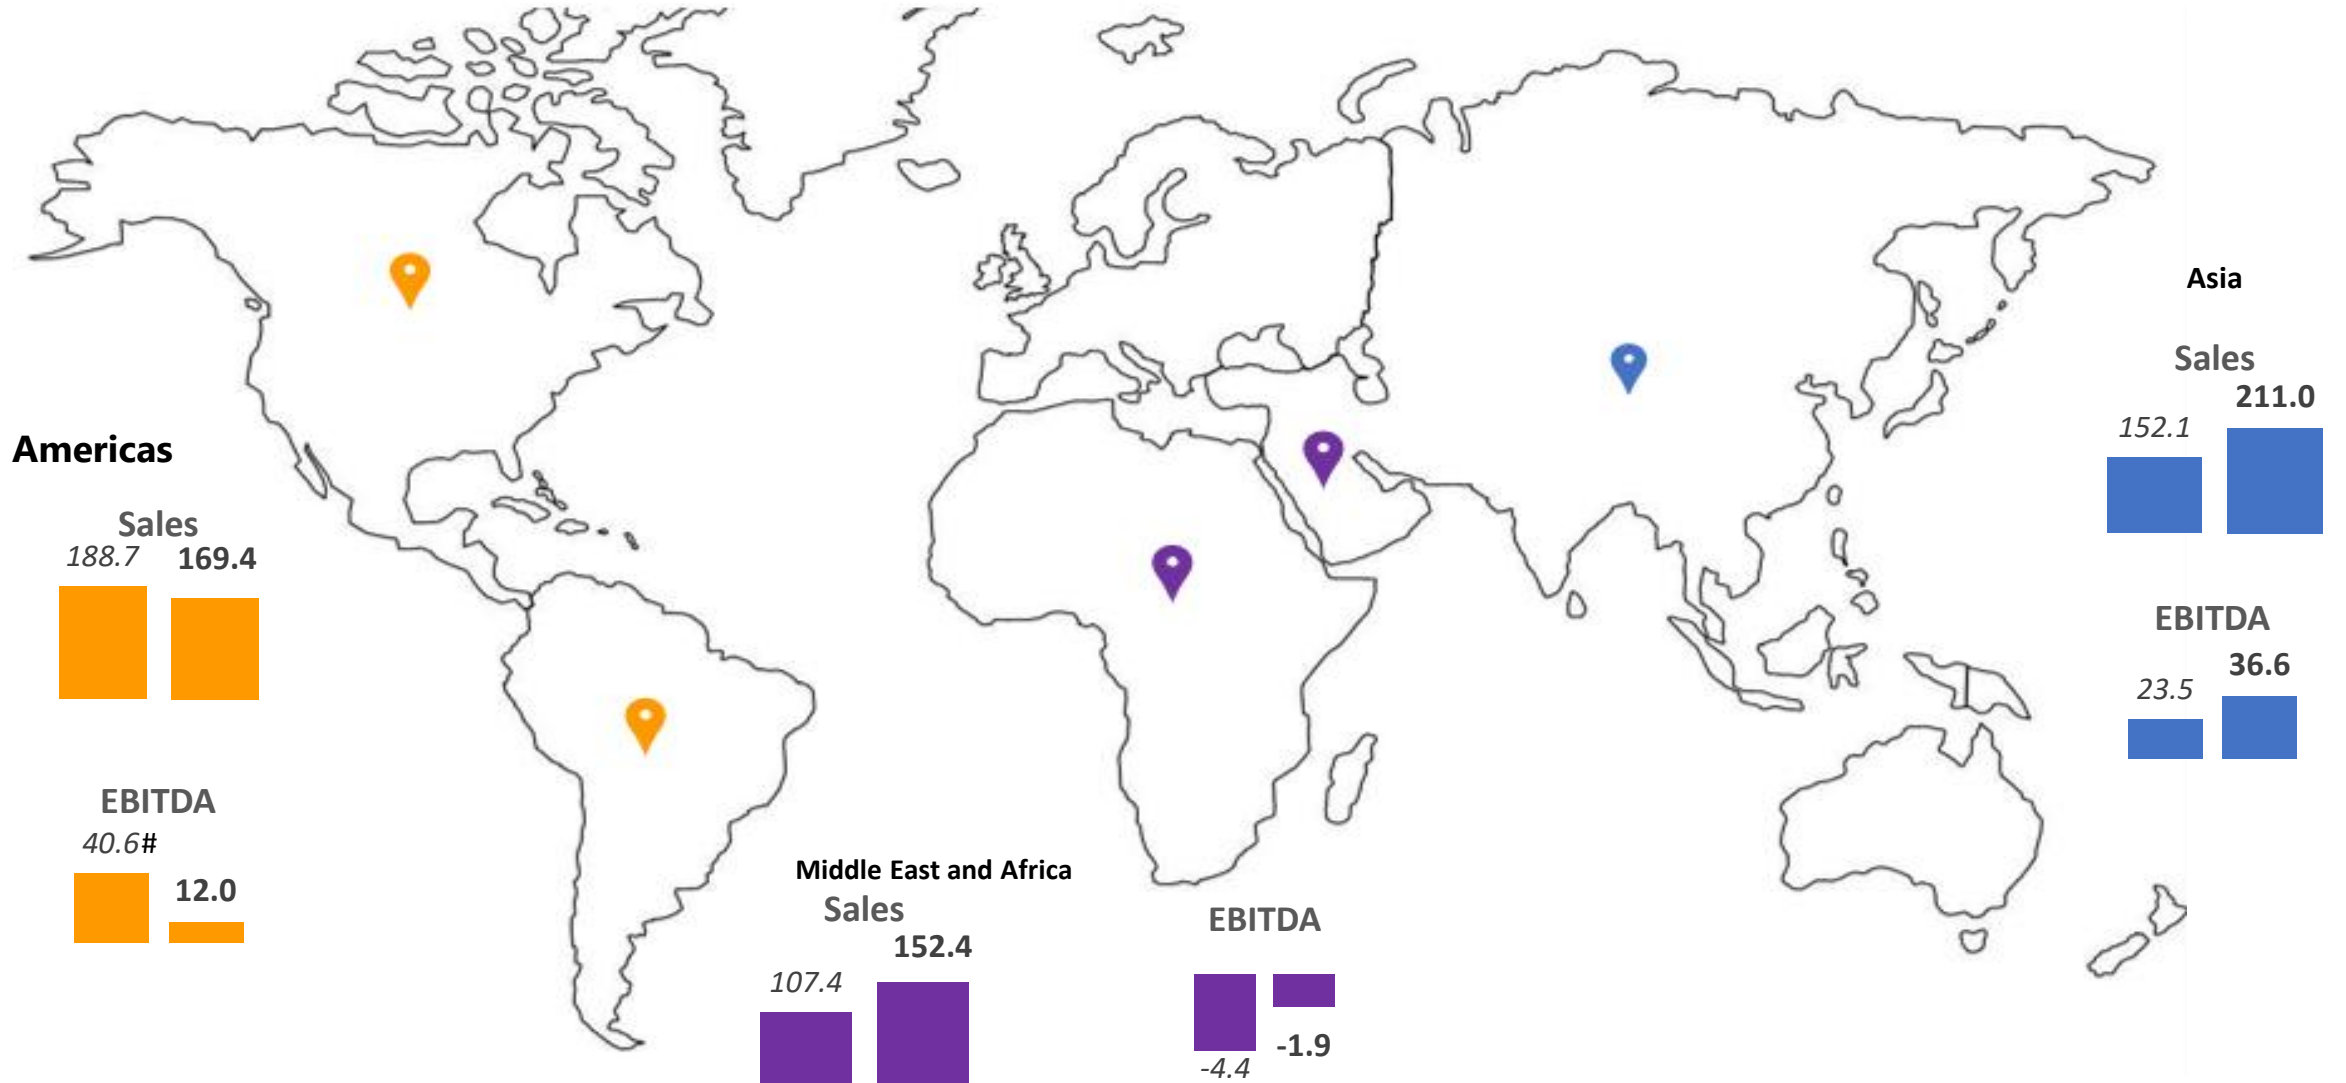 Americas
Sales
188.7 169.4
EBITDA
40.6#
12.0
Middle East and Africa
Sales
152.4
107.4
EBITDA
-1.9
-4.4
Asia
Sales
211.0
152.1
EBITDA
36.6
23.5